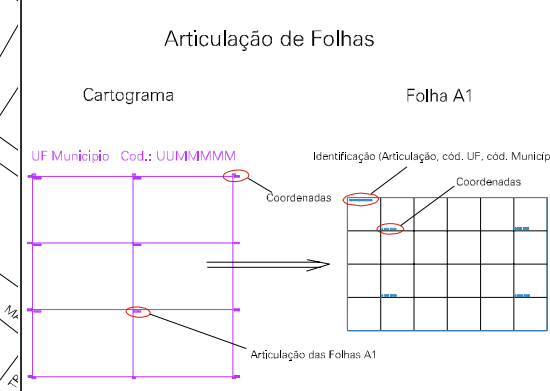 Articulação de Folhas
Cartograma
Folha A1
UF Municipio Cod.: UUMMMMM
Identificação (Articulação, cód. UF, cód. Municíp
Coordenadas
Coordenadas
Articulação das Folhas A1